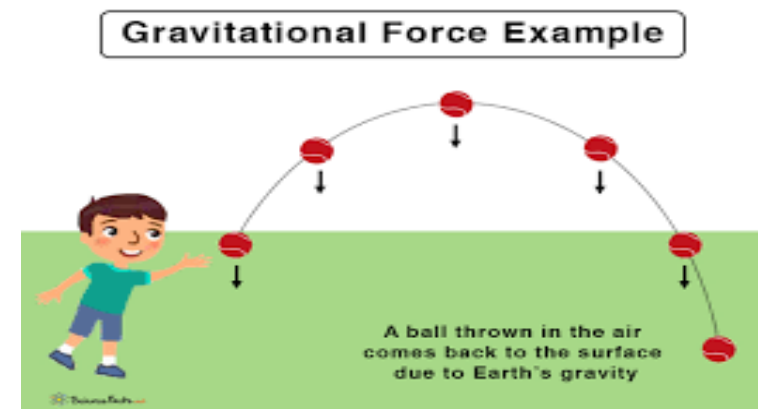 Gravitational Force Example
A ball thrown in the air
comes back to the surface
due to Earth's gravity